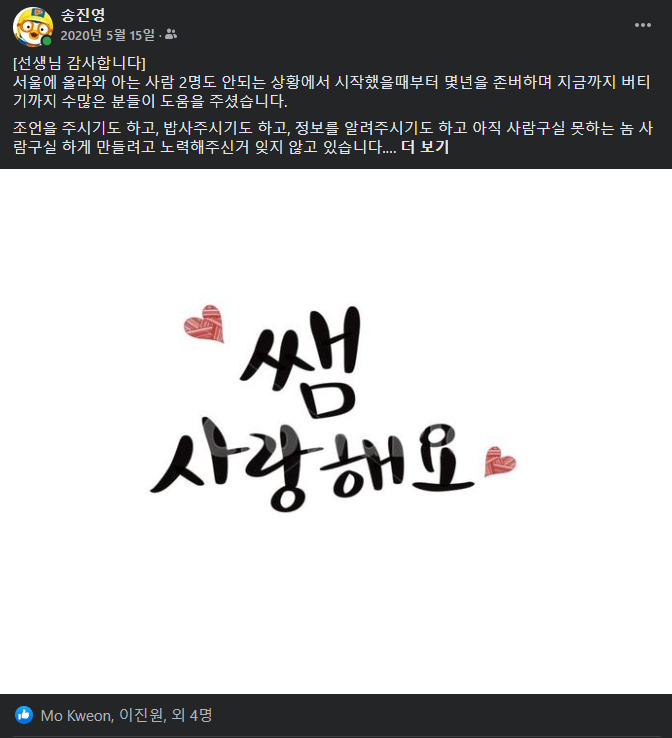 송진영
2020년 5월 15일 ·
[선생님 감사합니다]
서울에 올라와 아는 사람 2명도 안되는 상황에서 시작했을때부터 몇년을 존버하며 지금까지 버티
기까지 수많은 분들이 도움을 주셨습니다.
조언을 주시기도 하고, 밥사주시기도 하고, 정보를 알려주시기도 하고 아직 사람구실 못하는 놈 사
람구실 하게 만들려고 노력해주신거 잊지 않고 있습니다.... 더 보기
쌤
사랑해요
Mo Kweon, 이진원, 외 4명